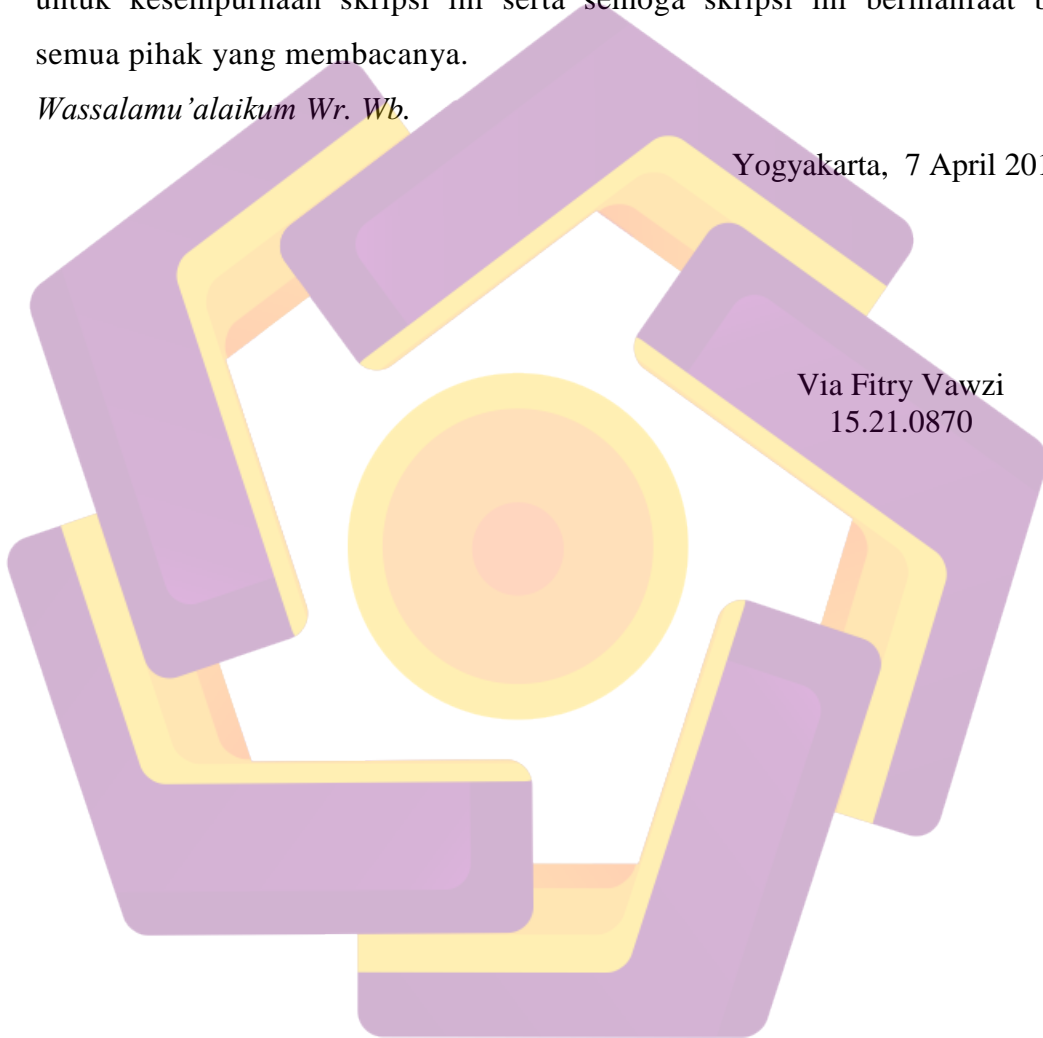 untuk kesempurnaan skripsi ini serta semoga skripsi ini bermanfaat
semua pihak yang membacanya.
Wassalamu’alaikum Wr. Wb.
Yogyakarta, 7 April 201
Via Fitry Vawzi
15.21.0870